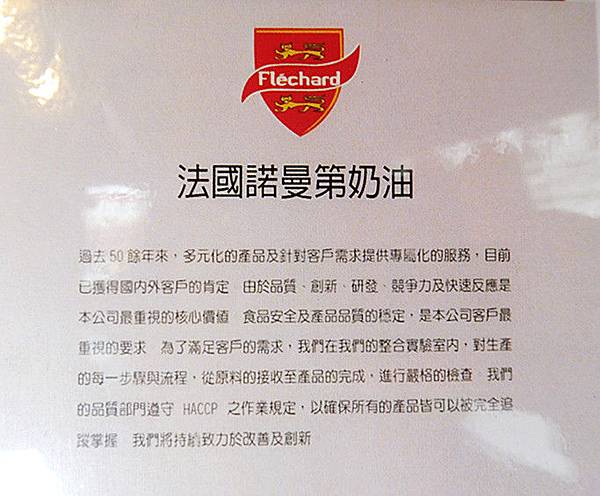 Fléchard
法國諾曼第奶油
過去50餘年來，多元化的產品及針對客戶需求提供專屬化的服務，目前
已獲得國內外客戶的肯定 由於品質、創新、研發、競爭力及快速反應是
本公司最重視的核心價值 食品安全及產品品質的穩定，是本公司客戶最
重視的要求 為了滿足客戶的需求，我們在我們的整合實驗室內，對生產
的每一步驟與流程，從原料的接收至產品的完成，進行嚴格的檢查 我們
的品質部門遵守 HACCP 之作業規定，以確保所有的產品皆可以被完全追
蹤掌握 我們將持續致力於改善及創新